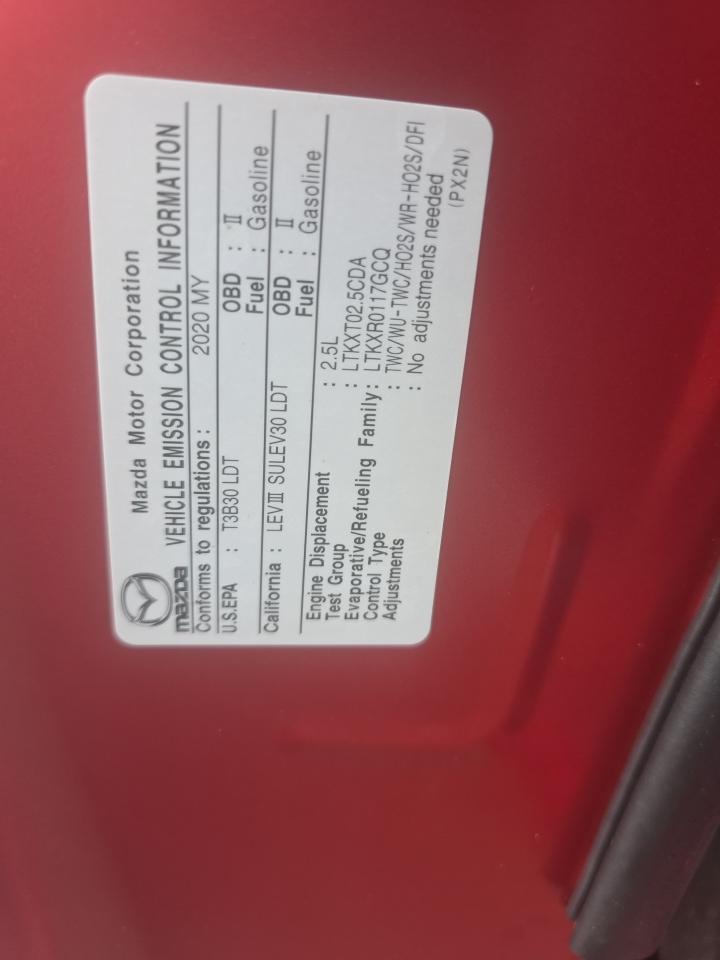 Mazda Motor Corporation
mazda VEHICLE EMISSION CONTROL INFORMATION
Conforms to regulations : 2020 MY
U.S.EPA : T3B30 LDT OBD : II
Fuel : Gasoline
California : LEVIII SULEV30 LDT OBD : II
Fuel : Gasoline
Engine Displacement : 2.5L
Test Group : LTKXT02.5CDA
Evaporative/Refueling Family : LTKXR0117GCQ
Control Type : TWC/WU-TWC/HO2S/WR-HO2S/DFI
Adjustments : No adjustments needed
(PX2N)